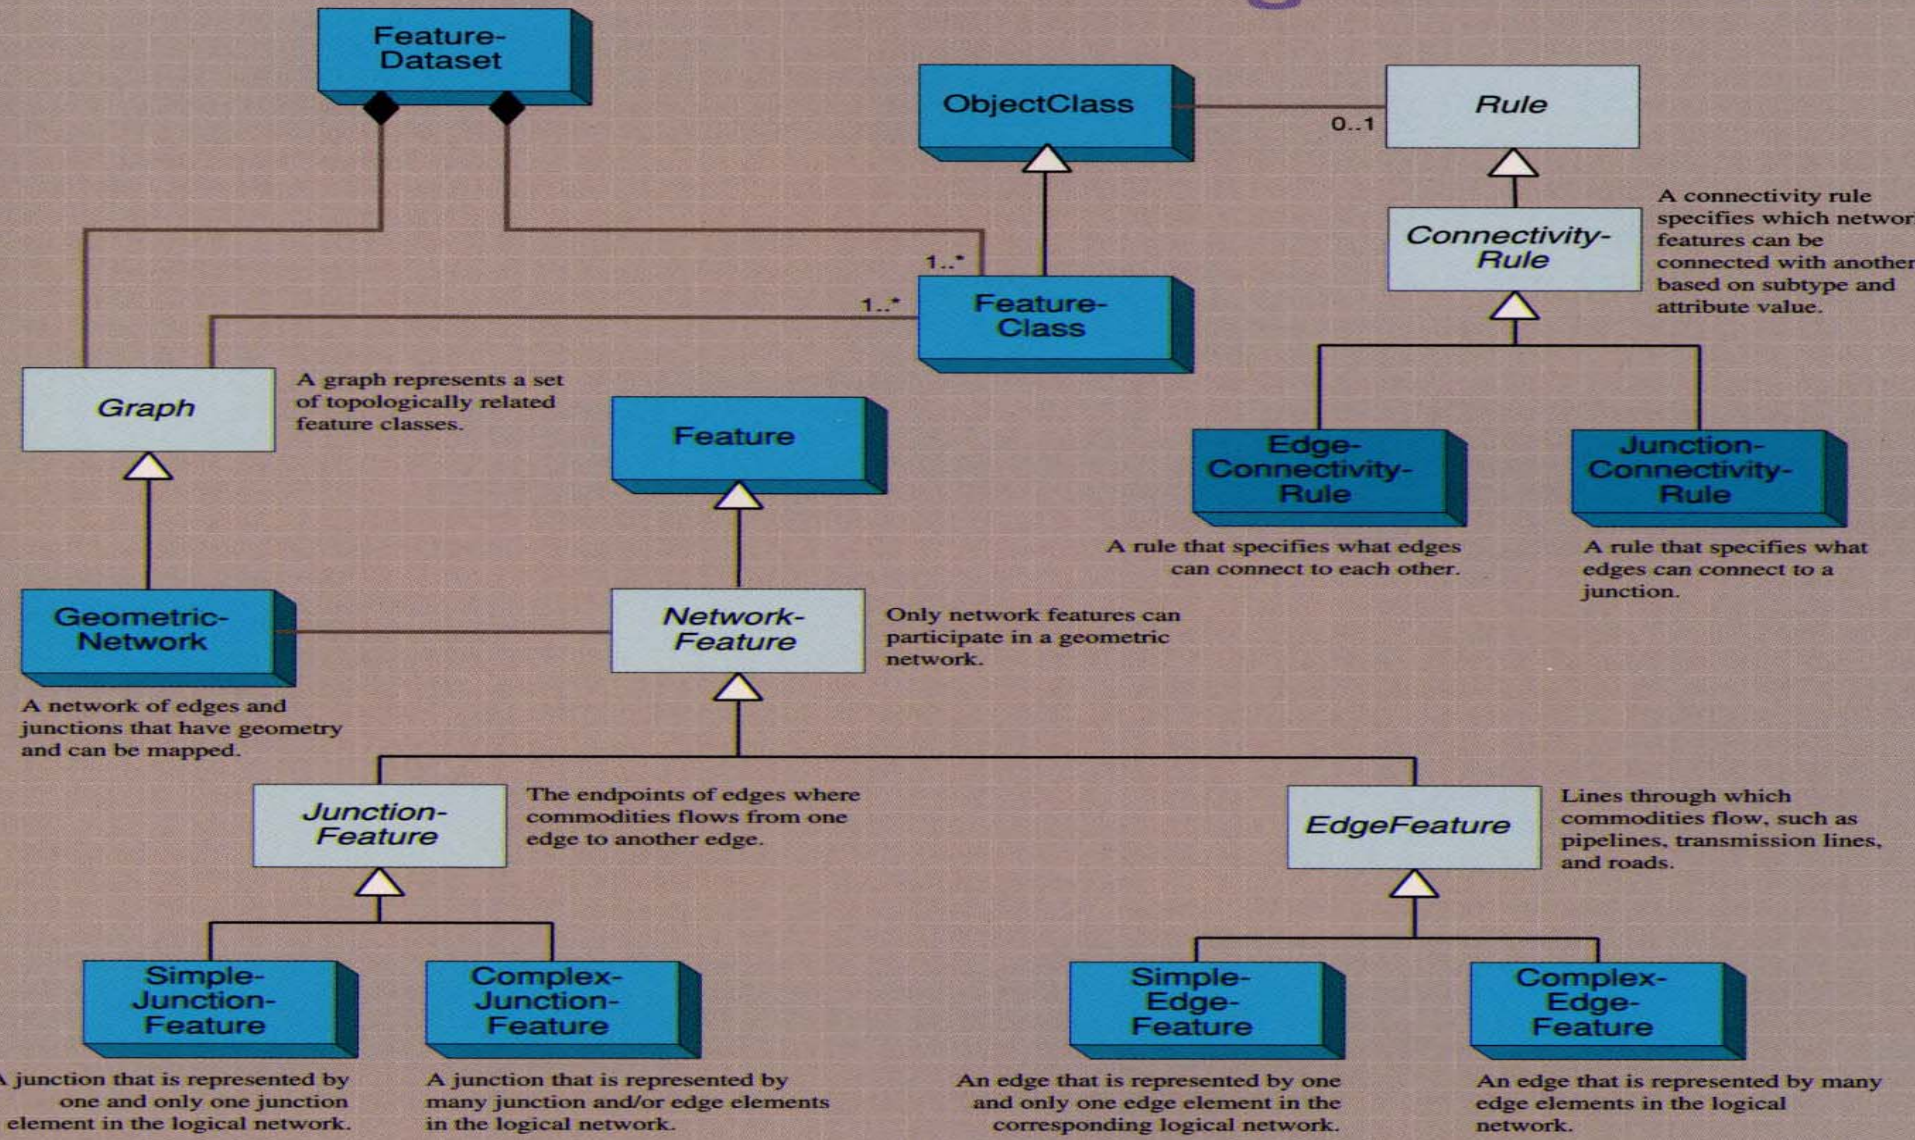 Feature-
Dataset
ObjectClass
0..1
Rule
A connectivity rule
specifies which
features can be
connected with another
based on subtype and
attribute value.
Connectivity-
Rule
1..*
1..*
Feature-
Class
Graph
A graph represents a set
of topologically related
feature classes.
Feature
Edge-
Connectivity-
Rule
Junction-
Connectivity-
Rule
A rule that specifies what edges
can connect to each other.
A rule that specifies what
edges can connect to a
junction.
Geometric-
Network
Network-
Feature
Only network features can
participate in a geometric
network.
A network of edges and
junctions that have geometry
and can be mapped.
Junction-
Feature
The endpoints of edges where
commodities flows from one
edge to another edge.
EdgeFeature
Lines through which
commodities flow, such as
pipelines, transmission lines,
and roads.
Simple-
Junction-
Feature
Complex-
Junction-
Feature
Simple-
Edge-
Feature
Complex-
Edge-
Feature
A junction that is represented by
one and only one junction
element in the logical network.
A junction that is represented by
many junction and/or edge elements
in the logical network.
An edge that is represented by one
and only one edge element in the
corresponding logical network.
An edge that is represented by many
edge elements in the logical
network.